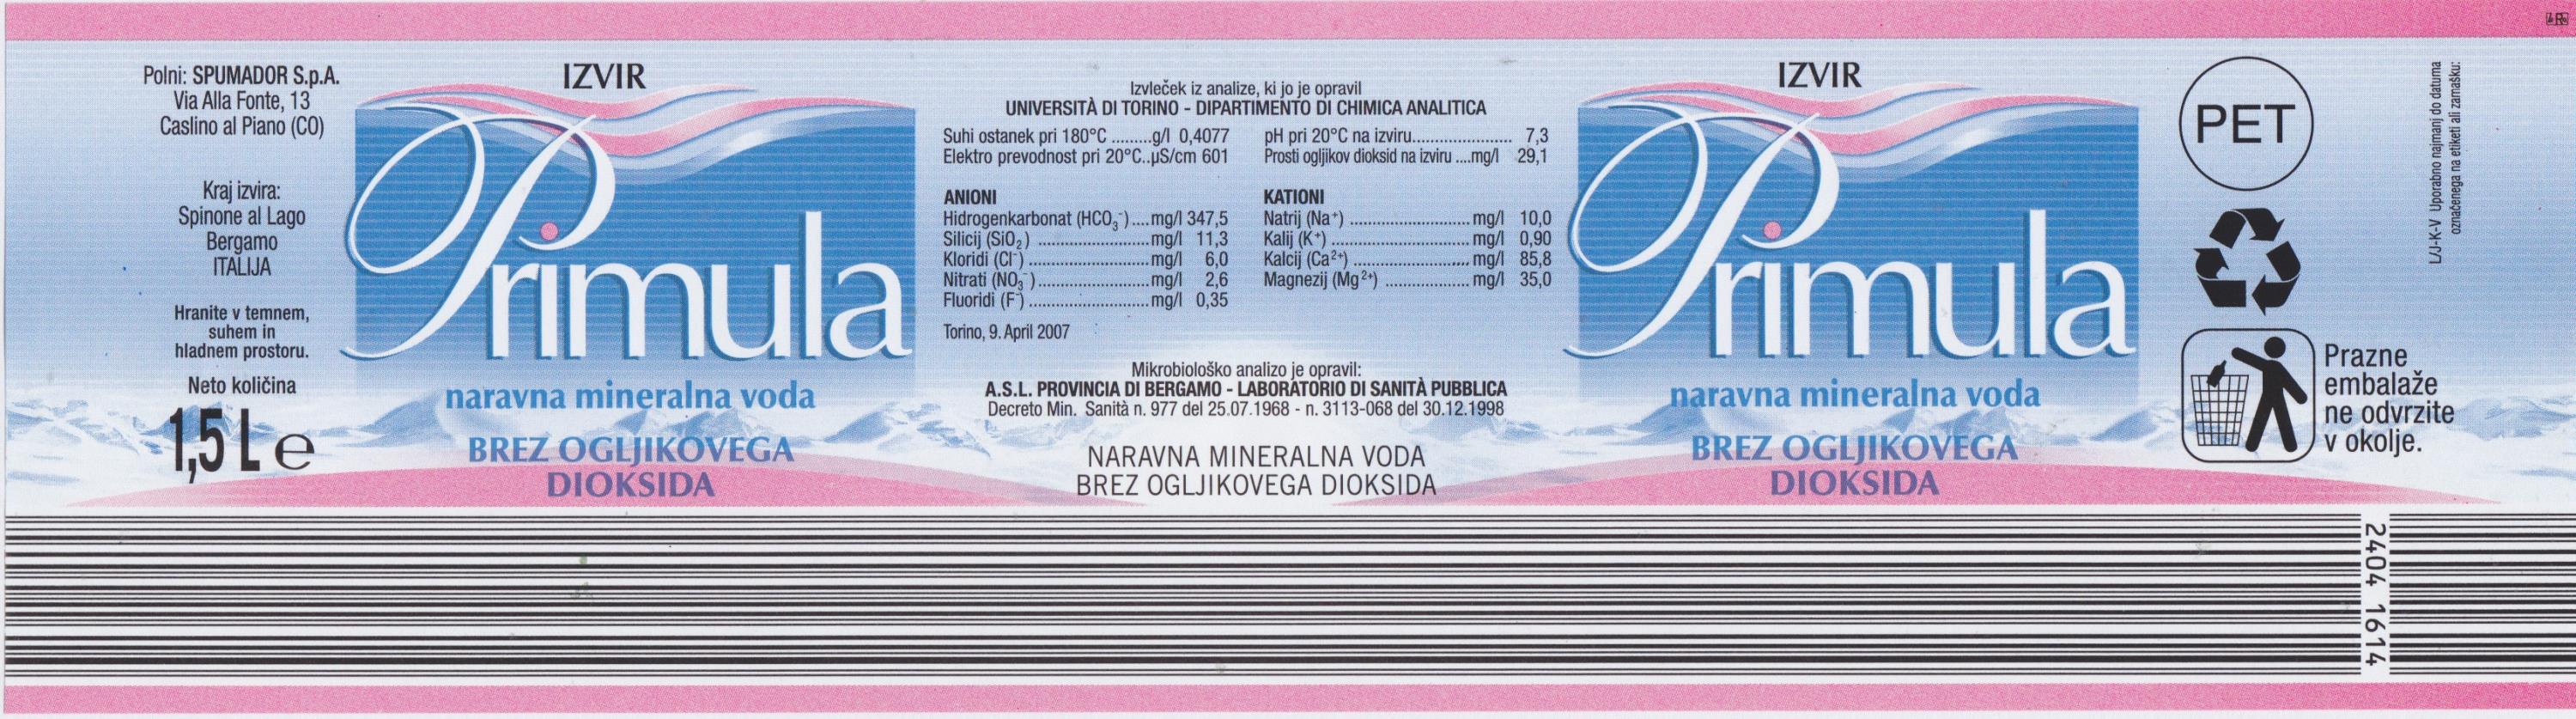 Polni: SPUMADOR S.p.A.
Via Alla Fonte, 13
Caslino al Piano (CO)
Kraj izvira:
Spinone al Lago
Bergamo
ITALIJA
Hranite v temnem,
suhem in
hladnem prostoru.
Neto količina
1,5 L e
IZVIR
Primula
naravna mineralna voda
BREZ OGLJIKOVEGA
DIOKSIDA
Izvleček iz analize, ki jo je opravil
UNIVERSITÀ DI TORINO - DIPARTIMENTO DI CHIMICA ANALITICA
Suhi ostanek pri 180°C .........g/l 0,4077
Elektro prevodnost pri 20°C..µS/cm 601
pH pri 20°C na izviru...................... 7,3
Prosti ogljikov dioksid na izviru ....mg/l 29,1
ANIONI
Hidrogenkarbonat (HCO₃⁻)....mg/l 347,5
Silicij (SiO₂) .........................mg/l 11,3
Kloridi (Cl⁻) ...........................mg/l 6,0
Nitrati (NO₃⁻).........................mg/l 2,6
Fluoridi (F⁻) ...........................mg/l 0,35
KATIONI
Natrij (Na⁺) ...........................mg/l 10,0
Kalij (K⁺) ...............................mg/l 0,90
Kalcij (Ca²⁺) ..........................mg/l 85,8
Magnezij (Mg²⁺) ...................mg/l 35,0
Torino, 9. April 2007
Mikrobiološko analizo je opravil:
A.S.L. PROVINCIA DI BERGAMO - LABORATORIO DI SANITÀ PUBBLICA
Decreto Min. Sanità n. 977 del 25.07.1968 - n. 3113-068 del 30.12.1998
NARAVNA MINERALNA VODA
BREZ OGLJIKOVEGA DIOKSIDA
IZVIR
Primula
naravna mineralna voda
BREZ OGLJIKOVEGA
DIOKSIDA
PET
Prazne
embalaže
ne odvrzite
v okolje.
L/J-K-V Uporabno najmanj do datuma
označenega na etiketi ali zamašku:
2404 1614